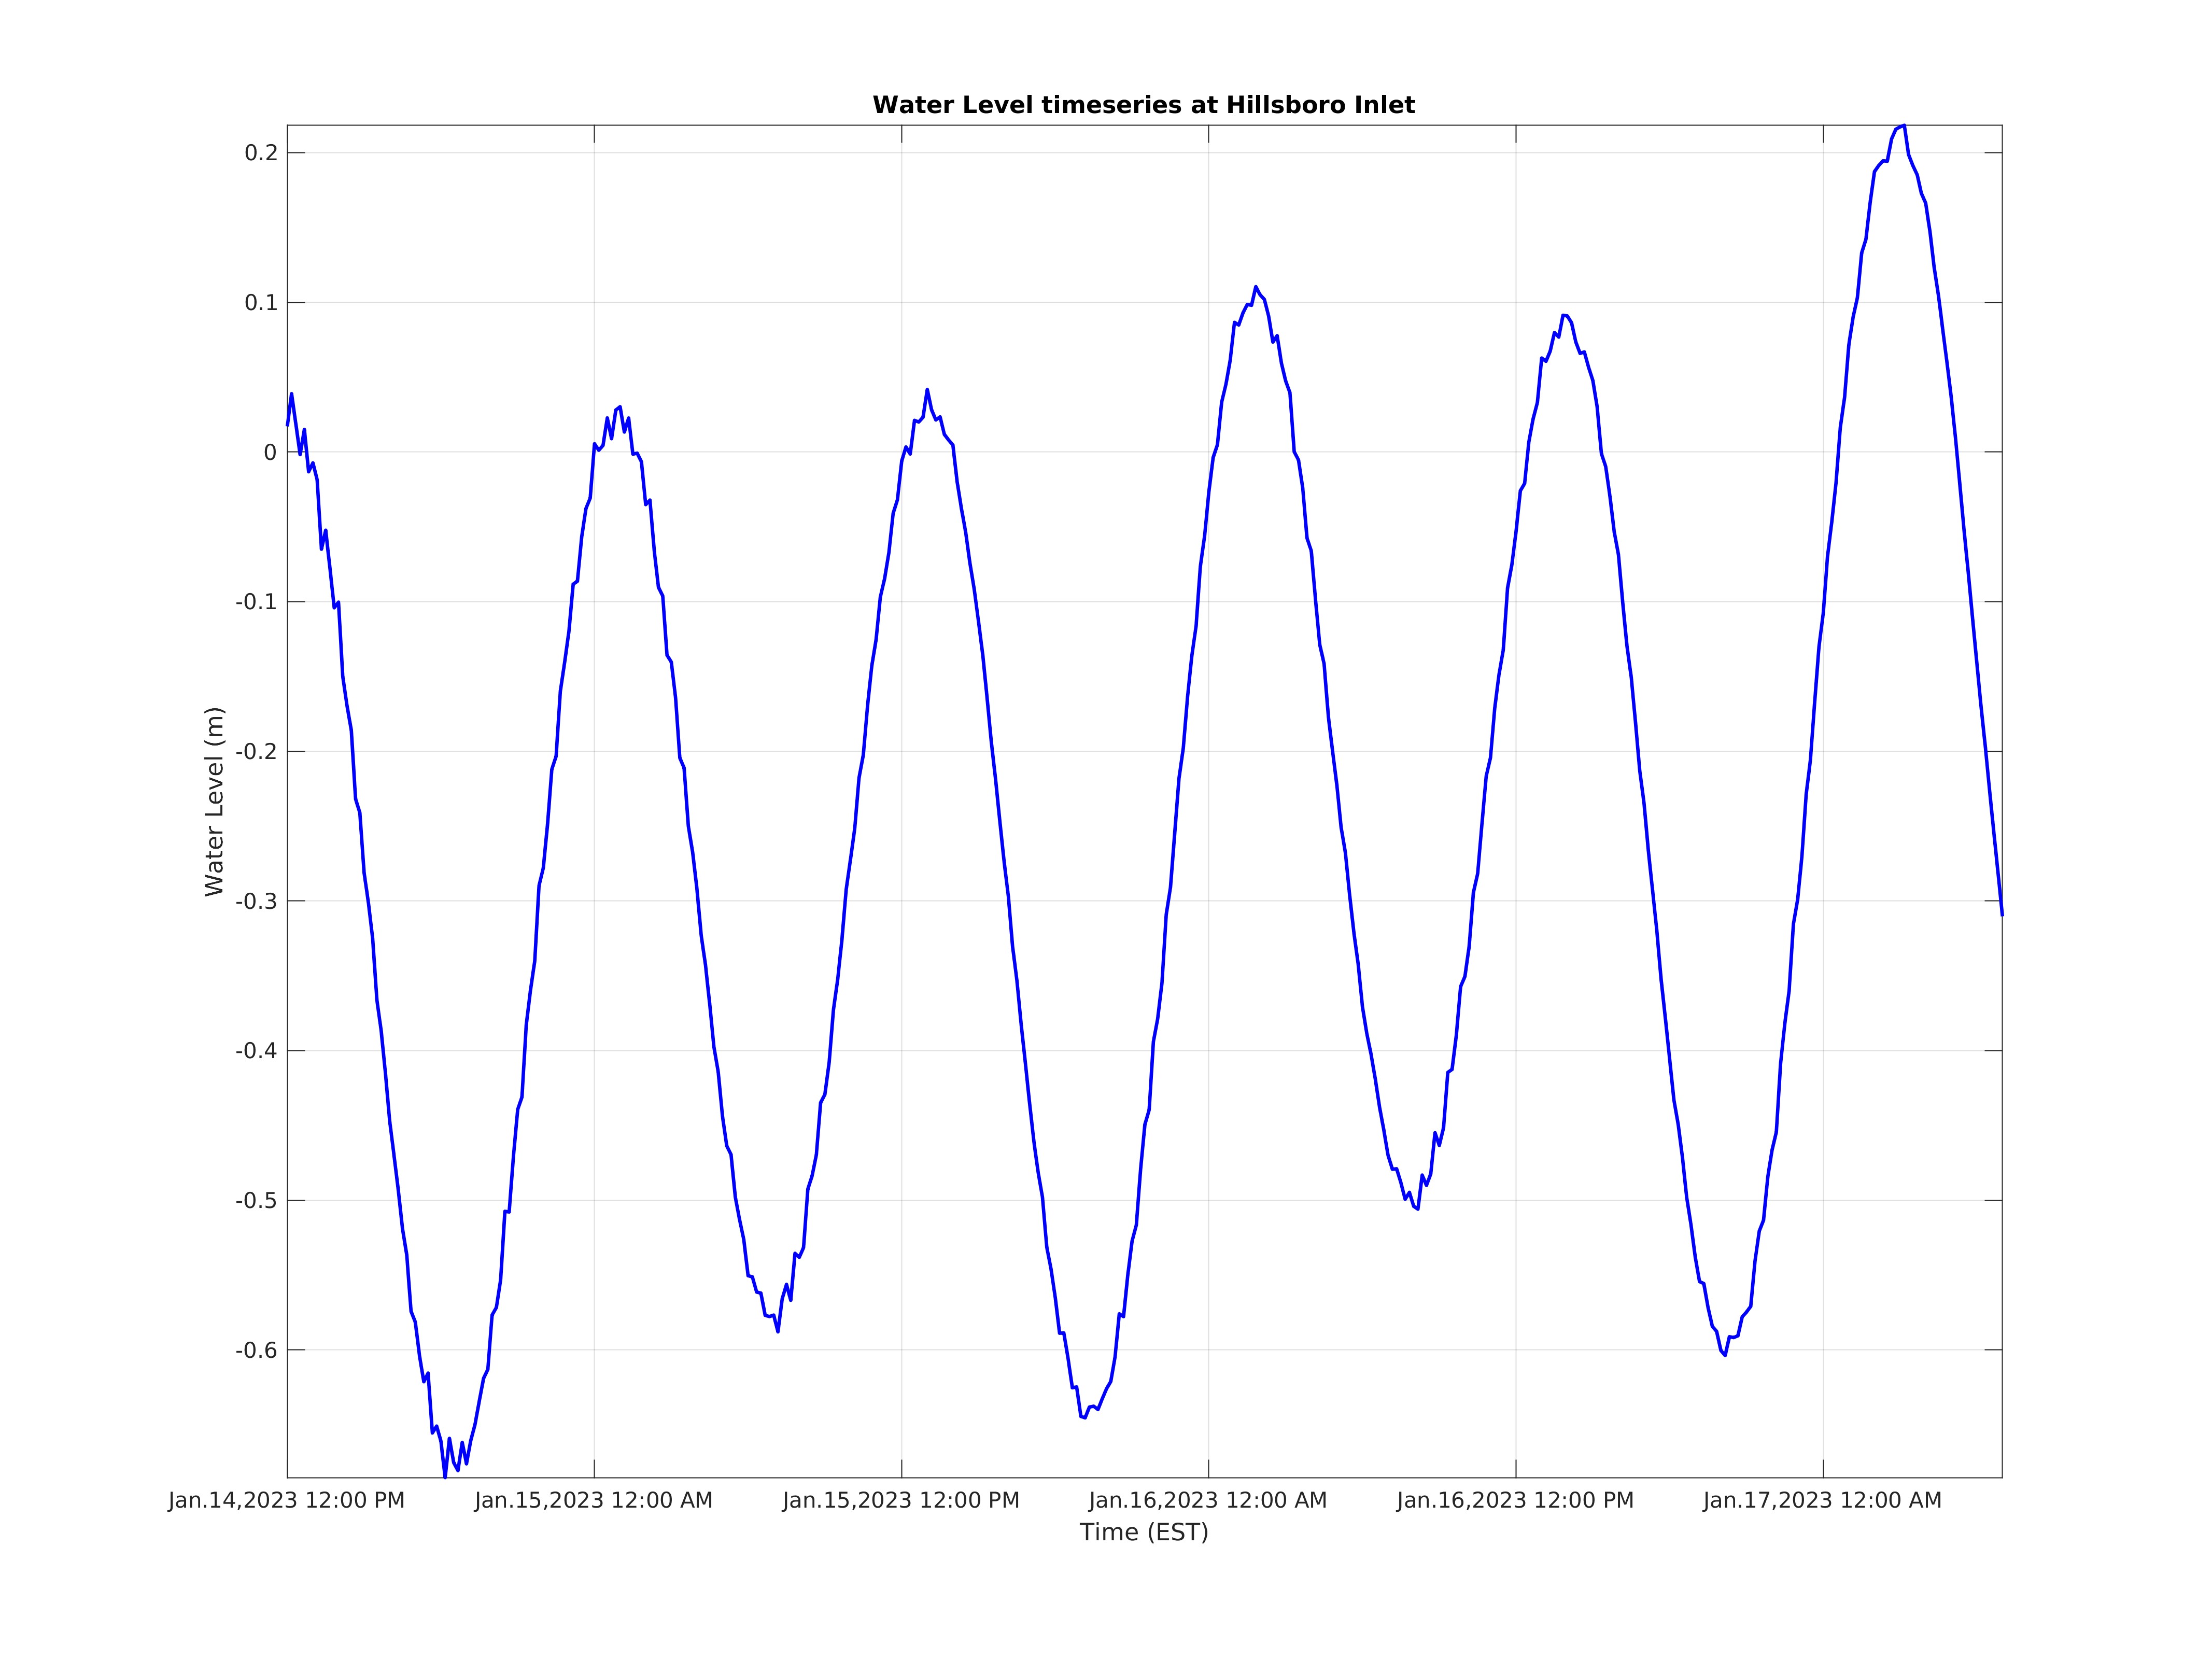 Water Level timeseries at Hillsboro Inlet
0.2
0.1
0
-0.1
-0.2
-0.3
-0.4
-0.5
-0.6
Water Level (m)
Jan.14,2023 12:00 PM Jan.15,2023 12:00 AM Jan.15,2023 12:00 PM Jan.16,2023 12:00 AM Jan.16,2023 12:00 PM Jan.17,2023 12:00 AM
Time (EST)